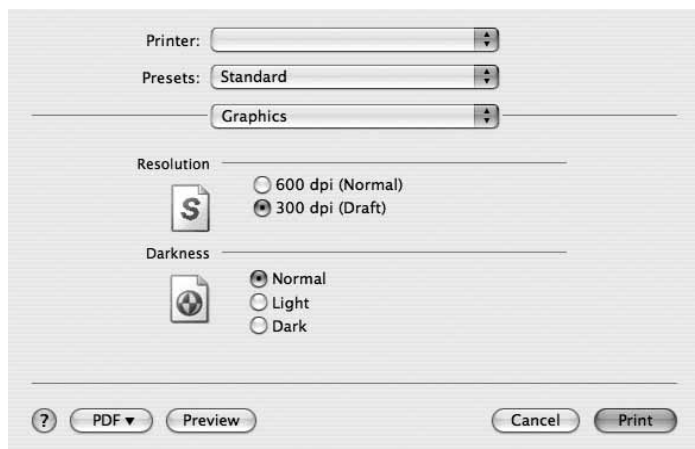 Printer:
Presets: Standard
Graphics
Resolution
600 dpi (Normal)
S
300 dpi (Draft)
Darkness
Normal
Light
Dark
? PDF▼ Preview Cancel Print